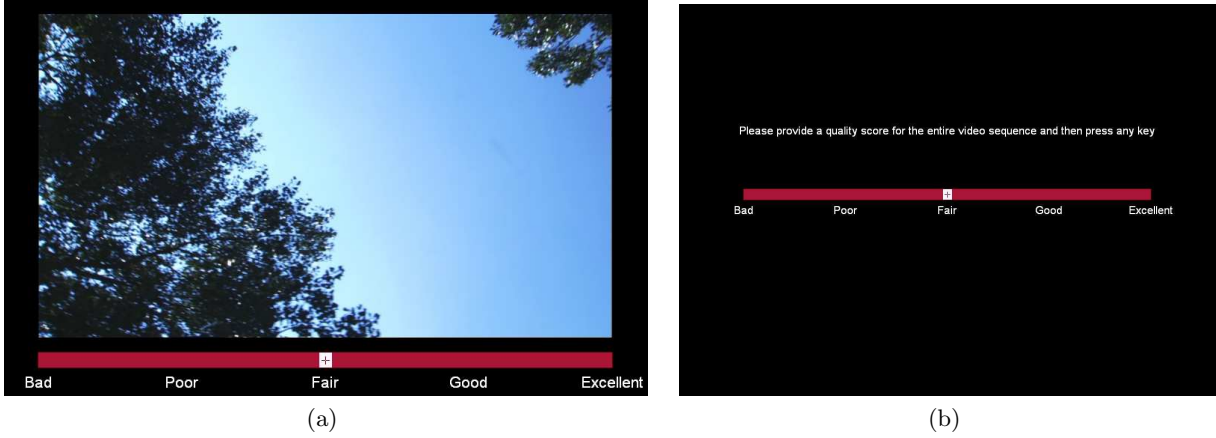 Bad Poor Fair Good Excellent
(a)
Please provide a quality score for the entire video sequence and then press any key
Bad Poor Fair Good Excellent
(b)